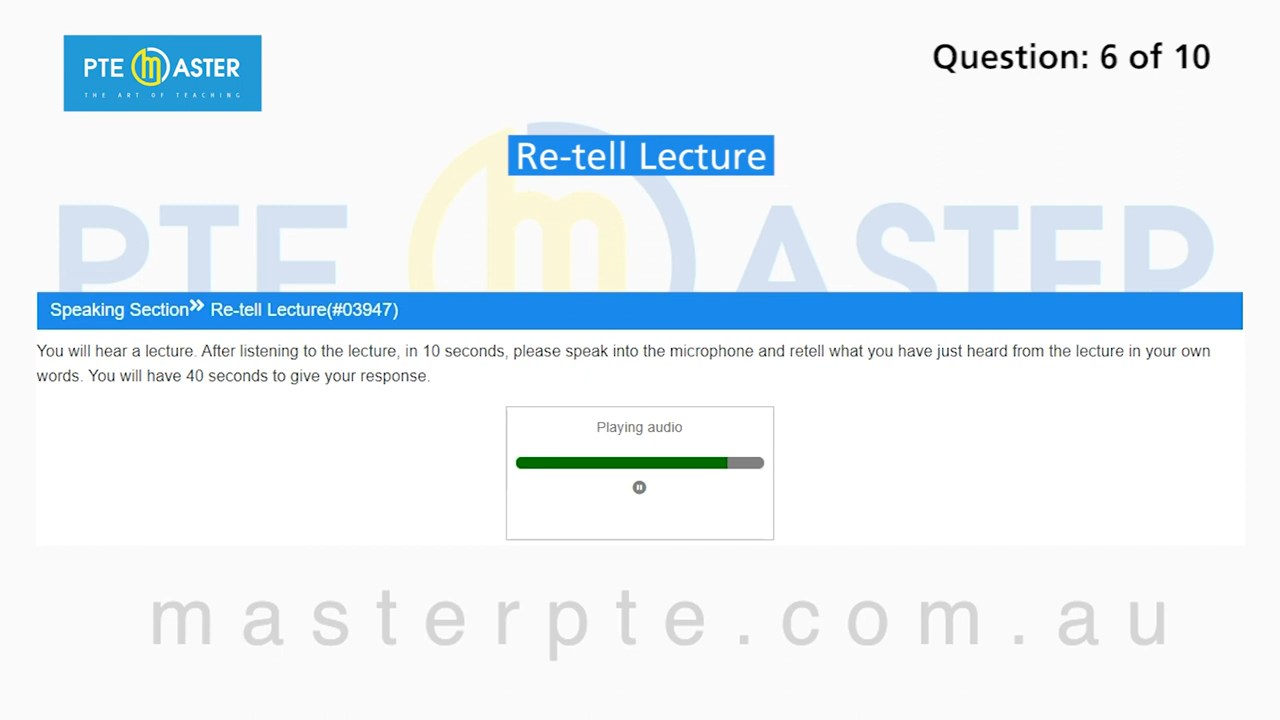 PTE MASTER
THE ART OF TEACHING
Question: 6 of 10
Re-tell Lecture
PTE MASTER
Speaking Section» Re-tell Lecture(#03947)
You will hear a lecture. After listening to the lecture, in 10 seconds, please speak into the microphone and retell what you have just heard from the lecture in your own
words. You will have 40 seconds to give your response.
Playing audio
masterpte.com.au